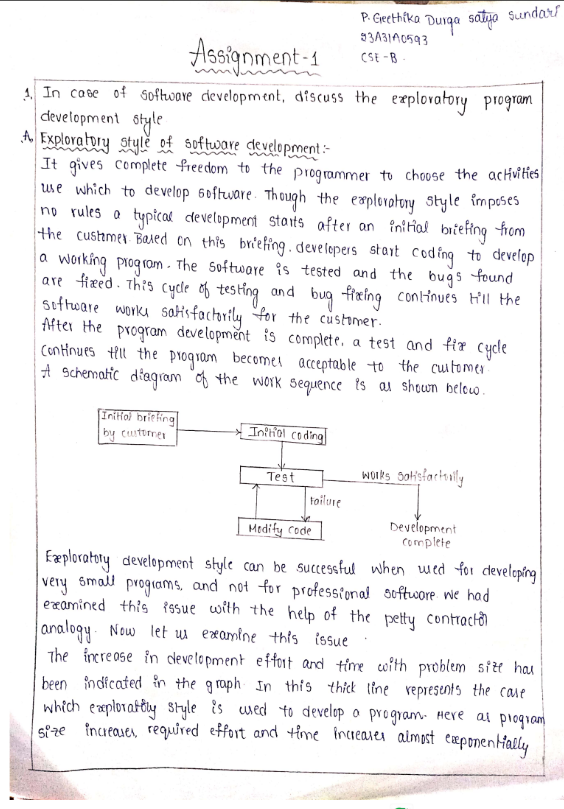 P. Geethika Durga satya Sundari
93A31A0593
CSE-B.
Assignment-1
1. In case of software development, discuss the exploratory program
development style
A. Exploratory style of software development:-
It gives complete freedom to the programmer to choose the activities
use which to develop software. Though the exploratory style imposes
no rules a typical development starts after an initial briefing from
the custmer. Based on this briefing, developers start coding to develop
a working program. The software is tested and the bugs found
are fixed. This cycle of testing and bug fixing continues till the
software works satisfactorily for the customer.
After the program development is complete, a test and fix cycle
continues till the program becomes acceptable to the customer.
A schematic diagram of the work sequence is as shown below.
Initial briefing
by customer
Initial coding
Test
works satisfactorily
failure
Modify code
Development
complete
Exploratory development style can be successful when used for developing
very small programs, and not for professional software we had
examined this issue with the help of the petty contractor
analogy. Now let us examine this issue
The increase in development effort and time with problem size has
been indicated in the graph. In this thick line represents the case
which exploratory style is used to develop a program. Here as program
size increases, required effort and time increases almost exponentially